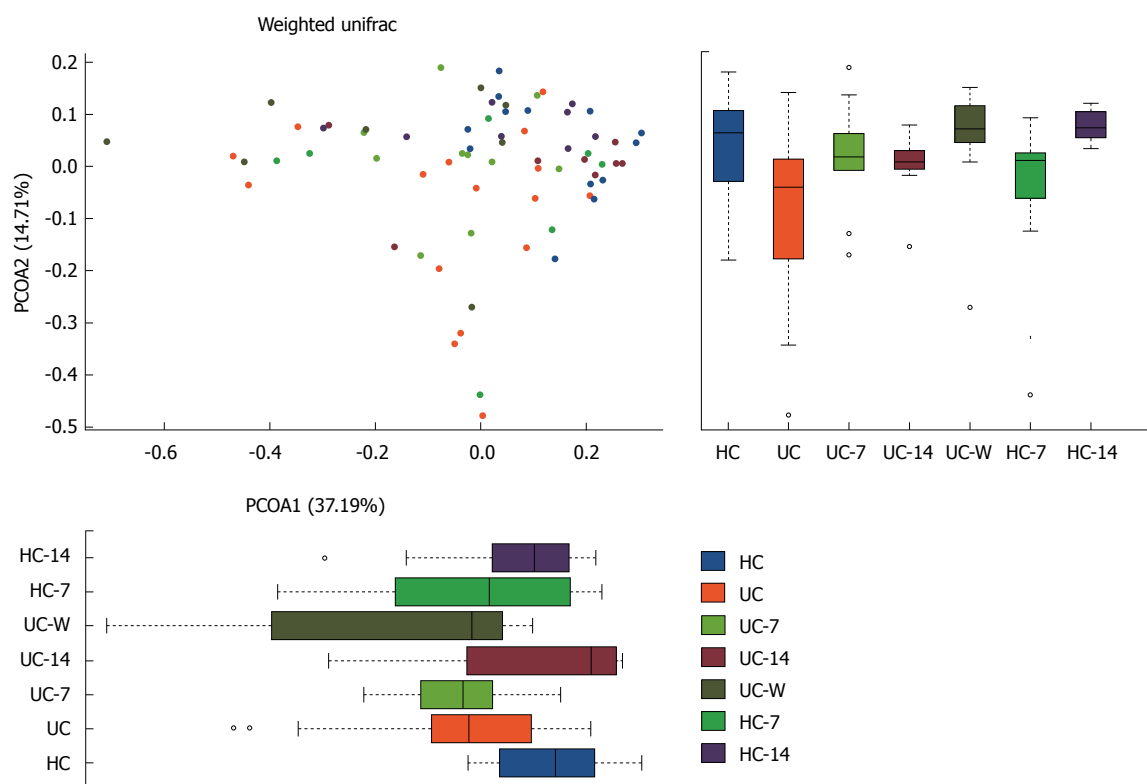 Weighted unifrac
PCOA2 (14.71%)
0.2
0.1
0.0
-0.1
-0.2
-0.3
-0.4
-0.5
-0.6 -0.4 -0.2 0.0 0.2
HC UC UC-7 UC-14 UC-W HC-7 HC-14
PCOA1 (37.19%)
HC-14
HC-7
UC-W
UC-14
UC-7
UC
HC
HC
UC
UC-7
UC-14
UC-W
HC-7
HC-14